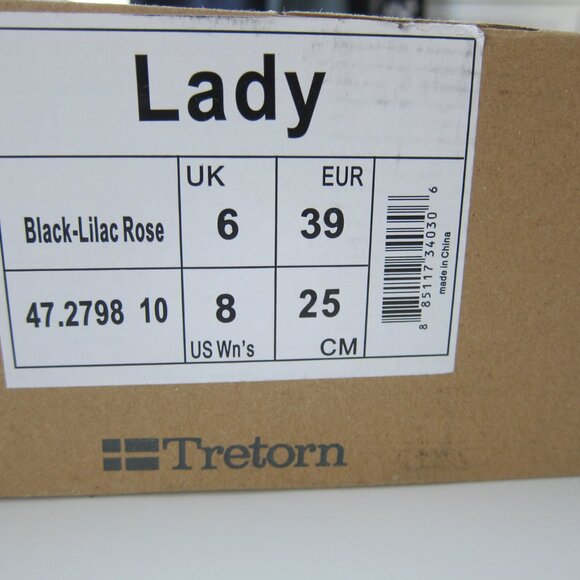 Lady
UK EUR
Black-Lilac Rose 6 39
47.2798 10 8 25
US Wn's CM
8 85117 34030 6
made in China
Tretorn